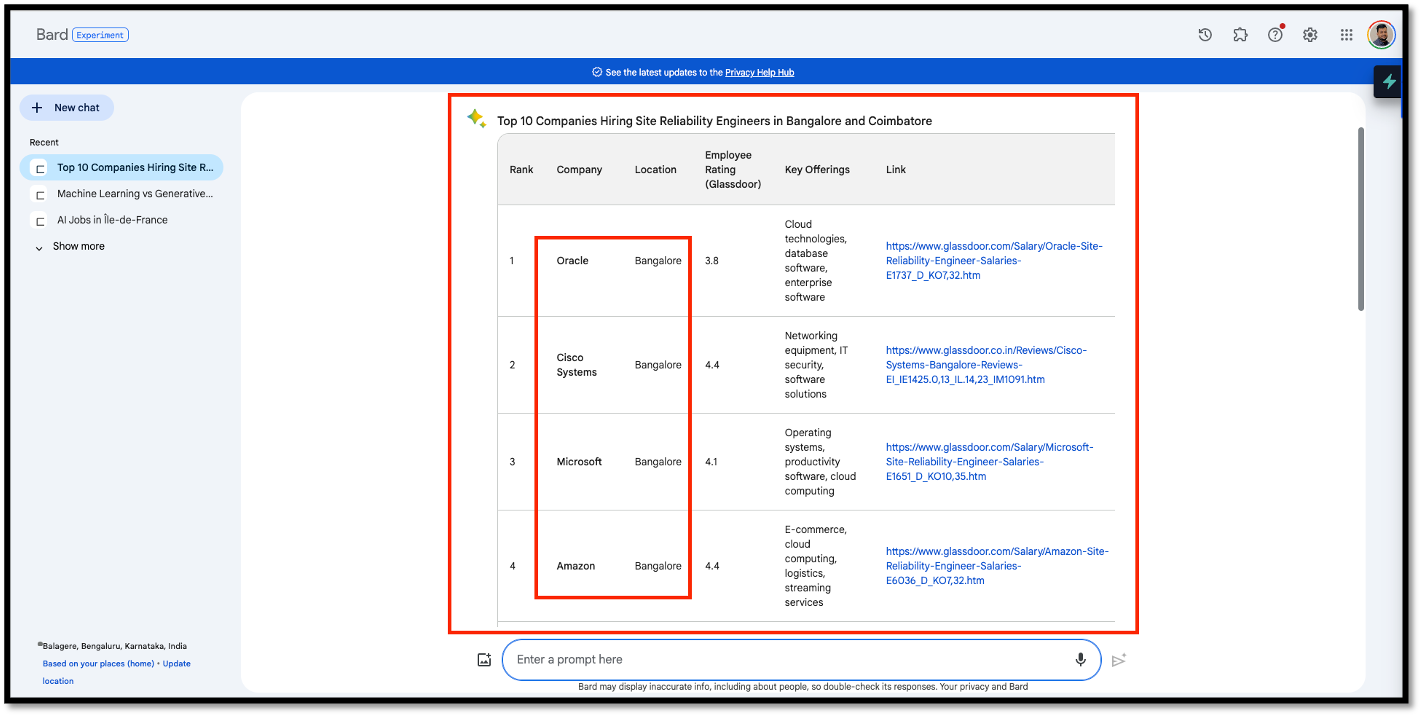 Bard Experiment
See the latest updates to the Privacy Help Hub
New chat
Recent
Top 10 Companies Hiring Site R...
Machine Learning vs Generative...
AI Jobs in Île-de-France
Show more
Top 10 Companies Hiring Site Reliability Engineers in Bangalore and Coimbatore
Rank
Company
Location
Employee
Rating
(Glassdoor)
Key Offerings
Link
1
Oracle
Bangalore
3.8
Cloud
technologies,
database
software,
enterprise
software
https://www.glassdoor.com/Salary/Oracle-Site-
Reliability-Engineer-Salaries-
E1737_D_KO7,32.htm
2
Cisco
Systems
Bangalore
4.4
Networking
equipment, IT
security,
software
solutions
https://www.glassdoor.co.in/Reviews/Cisco-
Systems-Bangalore-Reviews-
EI_IE1425.0,13_IL.14,23_IM1091.htm
3
Microsoft
Bangalore
4.1
Operating
systems,
productivity
software, cloud
computing
https://www.glassdoor.com/Salary/Microsoft-
Site-Reliability-Engineer-Salaries-
E1651_D_KO10,35.htm
4
Amazon
Bangalore
4.4
E-commerce,
cloud
computing,
logistics,
streaming
services
https://www.glassdoor.com/Salary/Amazon-Site-
Reliability-Engineer-Salaries-
E6036_D_KO7,32.htm
Balagere, Bengaluru, Karnataka, India
Based on your places (home) • Update
location
Enter a prompt here
Bard may display inaccurate info, including about people, so double-check its responses. Your privacy and Bard